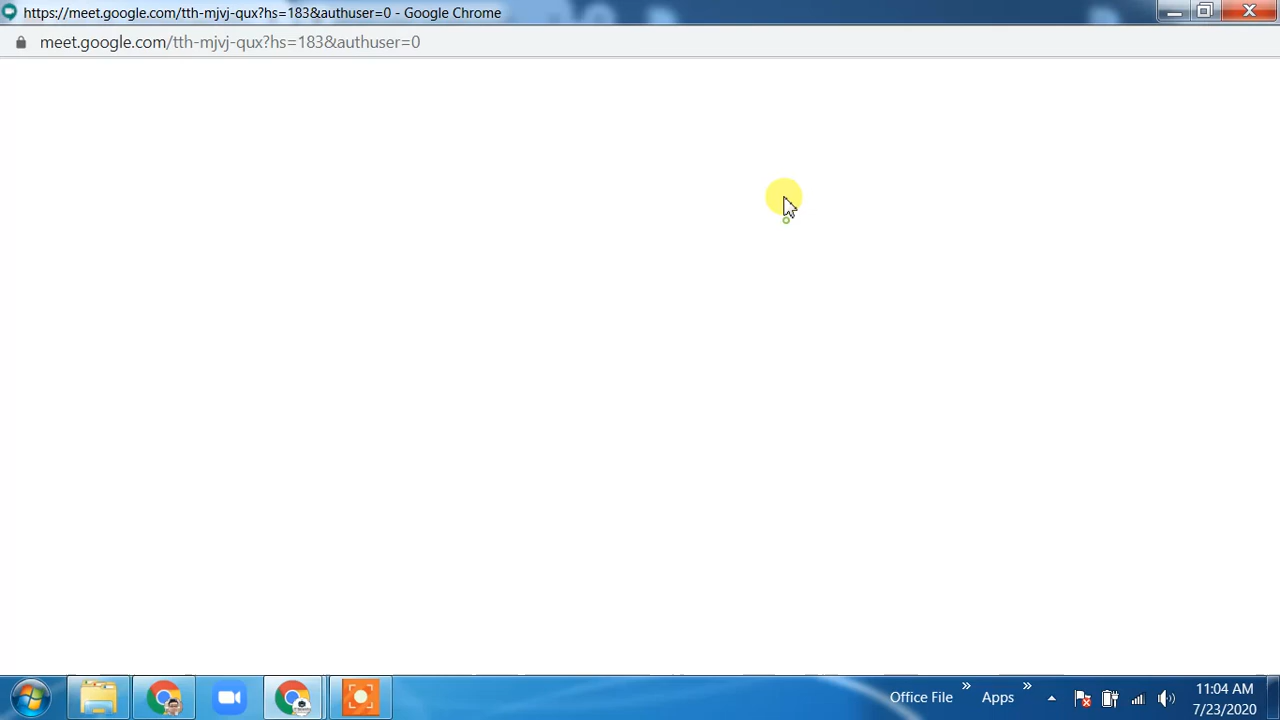 https://meet.google.com/tth-mjvj-qux?hs=183&authuser=0 - Google Chrome
meet.google.com/tth-mjvj-qux?hs=183&authuser=0
Office File »
Apps »
11:04 AM
7/23/2020